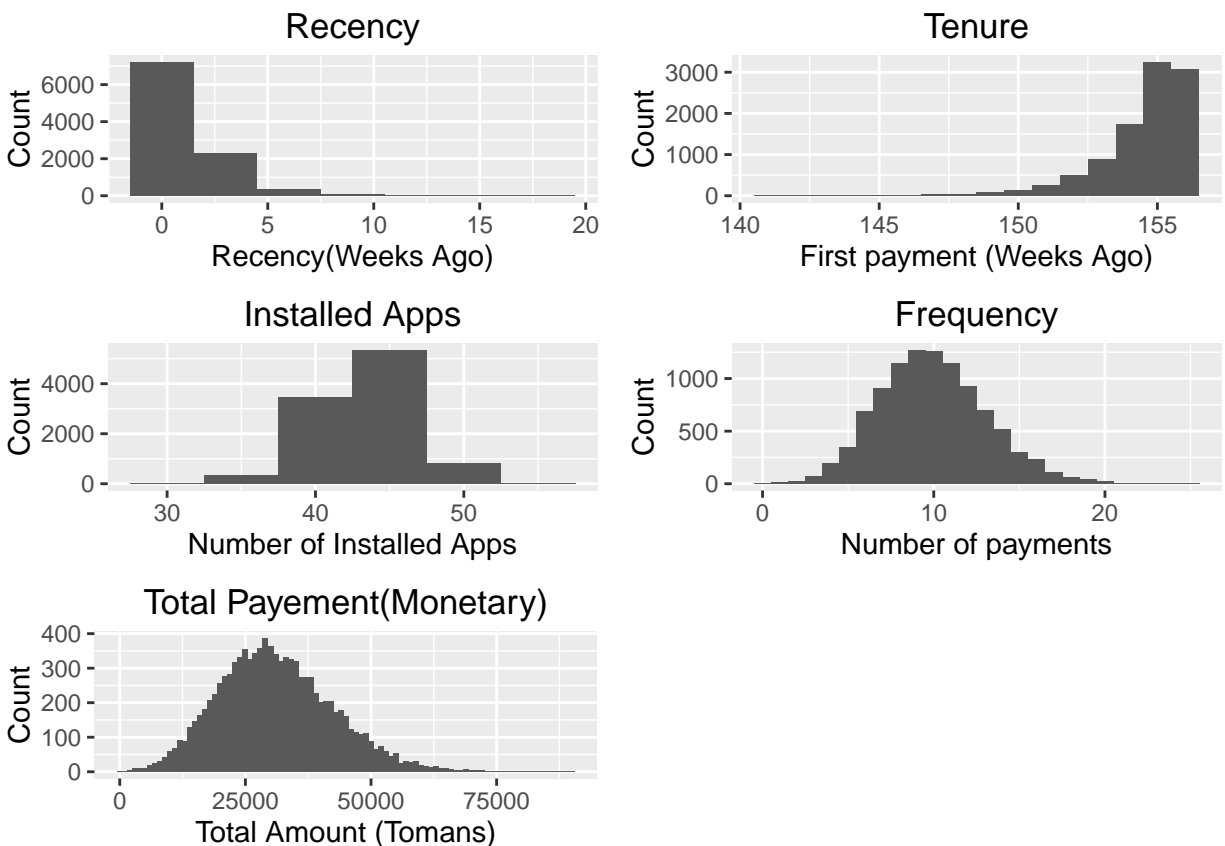 Recency
Count
6000
4000
2000
0
0 5 10 15 20
Recency(Weeks Ago)
Tenure
Count
3000
2000
1000
0
140 145 150 155
First payment (Weeks Ago)
Installed Apps
Count
4000
2000
0
30 40 50
Number of Installed Apps
Frequency
Count
1000
500
0
0 10 20
Number of payments
Total Payement(Monetary)
Count
400
300
200
100
0
0 25000 50000 75000
Total Amount (Tomans)